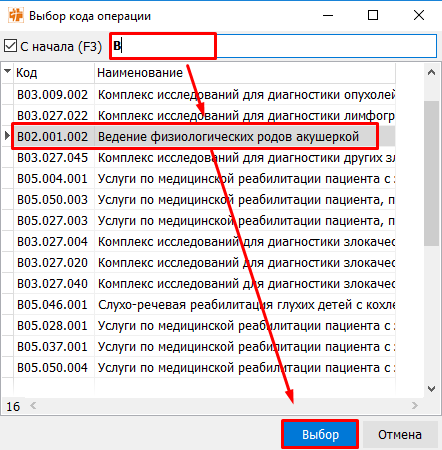 Выбор кода операции
С начала (F3) B
Код Наименование
B03.009.002 Комплекс исследований для диагностики опухолей
B03.027.022 Комплекс исследований для диагностики лимфогр
B02.001.002 Ведение физиологических родов акушеркой
B03.027.045 Комплекс исследований для диагностики других зл
B05.004.001 Услуги по медицинской реабилитации пациента с з
B05.050.003 Услуги по медицинской реабилитации пациента, п
B05.027.003 Услуги по медицинской реабилитации пациента, п
B03.027.004 Комплекс исследований для диагностики злокачес
B03.027.020 Комплекс исследований для диагностики злокачес
B03.027.040 Комплекс исследований для диагностики злокачес
B05.046.001 Слухо-речевая реабилитация глухих детей с кохле
B05.028.001 Услуги по медицинской реабилитации пациента с з
B05.037.001 Услуги по медицинской реабилитации пациента с з
B05.050.004 Услуги по медицинской реабилитации пациента с з
16
Выбор Отмена